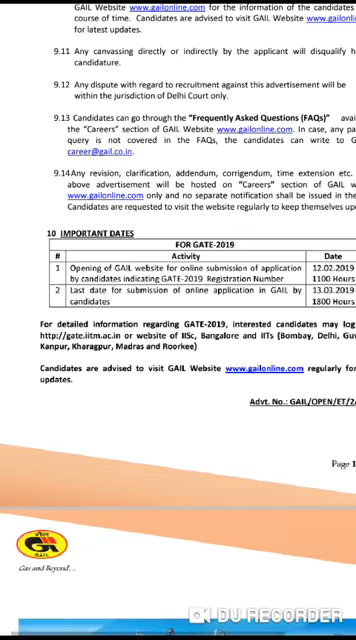 GAIL Website www.gailonline.com for the information of the candidates
course of time. Candidates are advised to visit GAIL Website www.gailonlin
for latest updates.
9.11 Any canvassing directly or indirectly by the applicant will disqualify h
candidature.
9.12 Any dispute with regard to recruitment against this advertisement will be
within the jurisdiction of Delhi Court only.
9.13 Candidates can go through the "Frequently Asked Questions (FAQs)" avai
the "Careers" section of GAIL Website www.gailonline.com. In case, any pa
query is not covered in the FAQs, the candidates can write to G
career@gail.co.in.
9.14Any revision, clarification, addendum, corrigendum, time extension etc.
above advertisement will be hosted on "Careers" section of GAIL w
www.gailonline.com only and no separate notification shall be issued in the
Candidates are requested to visit the website regularly to keep themselves up
10 IMPORTANT DATES
FOR GATE-2019
# Activity Date
1 Opening of GAIL website for online submission of application 12.02.2019
by candidates indicating GATE-2019 Registration Number 1100 Hours
2 Last date for submission of online application in GAIL by 13.03.2019
candidates 1800 Hours
For detailed information regarding GATE-2019, interested candidates may log
http://gate.iitm.ac.in or website of IISc, Bangalore and IITs (Bombay, Delhi, Guw
Kanpur, Kharagpur, Madras and Roorkee)
Candidates are advised to visit GAIL Website www.gailonline.com regularly for
updates.
Advt. No.: GAIL/OPEN/ET/2
Page 1
गेल
GAIL
Gas and Beyond...
DU RECORDER